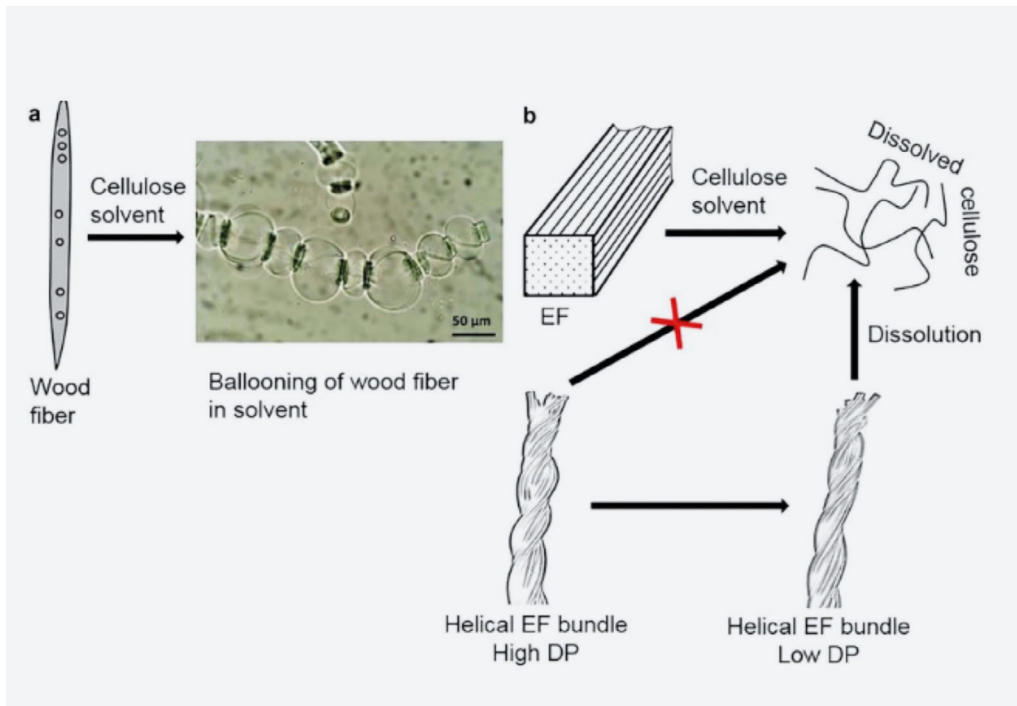 a
Cellulose
solvent
50 μm
Wood
fiber
Ballooning of wood fiber
in solvent
b
EF
Cellulose
solvent
Dissolved
cellulose
Dissolution
Helical EF bundle
High DP
Helical EF bundle
Low DP